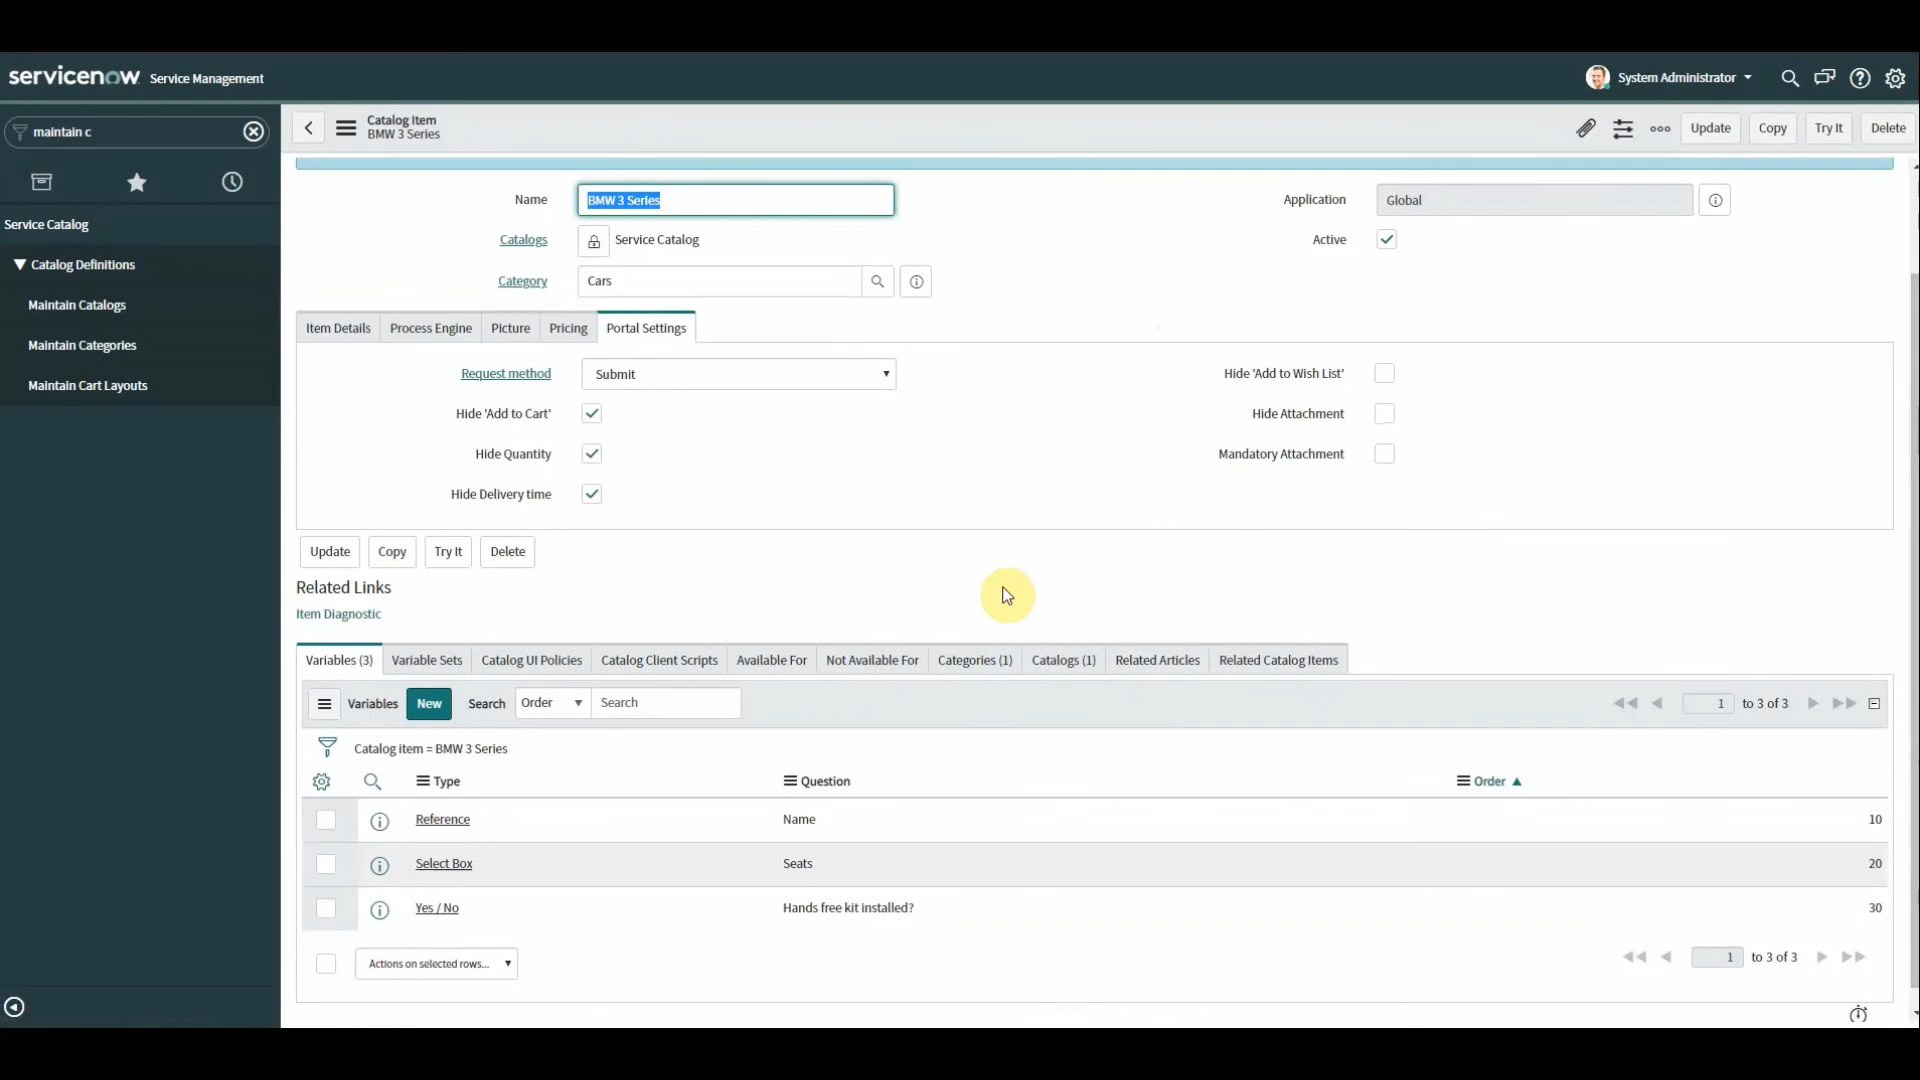 servicenow Service Management
System Administrator
maintain c
Catalog Item
BMW 3 Series
Update Copy Try It Delete
Service Catalog
Catalog Definitions
Maintain Catalogs
Maintain Categories
Maintain Cart Layouts
Name BMW 3 Series Application Global
Catalogs Service Catalog Active
Category Cars
Item Details Process Engine Picture Pricing Portal Settings
Request method Submit Hide 'Add to Wish List'
Hide 'Add to Cart' Hide Attachment
Hide Quantity Mandatory Attachment
Hide Delivery time
Update Copy Try It Delete
Related Links
Item Diagnostic
Variables (3) Variable Sets Catalog UI Policies Catalog Client Scripts Available For Not Available For Categories (1) Catalogs (1) Related Articles Related Catalog Items
Variables New Search Order Search 1 to 3 of 3
Catalog item = BMW 3 Series
Type Question Order
Reference Name 10
Select Box Seats 20
Yes / No Hands free kit installed? 30
Actions on selected rows... 1 to 3 of 3